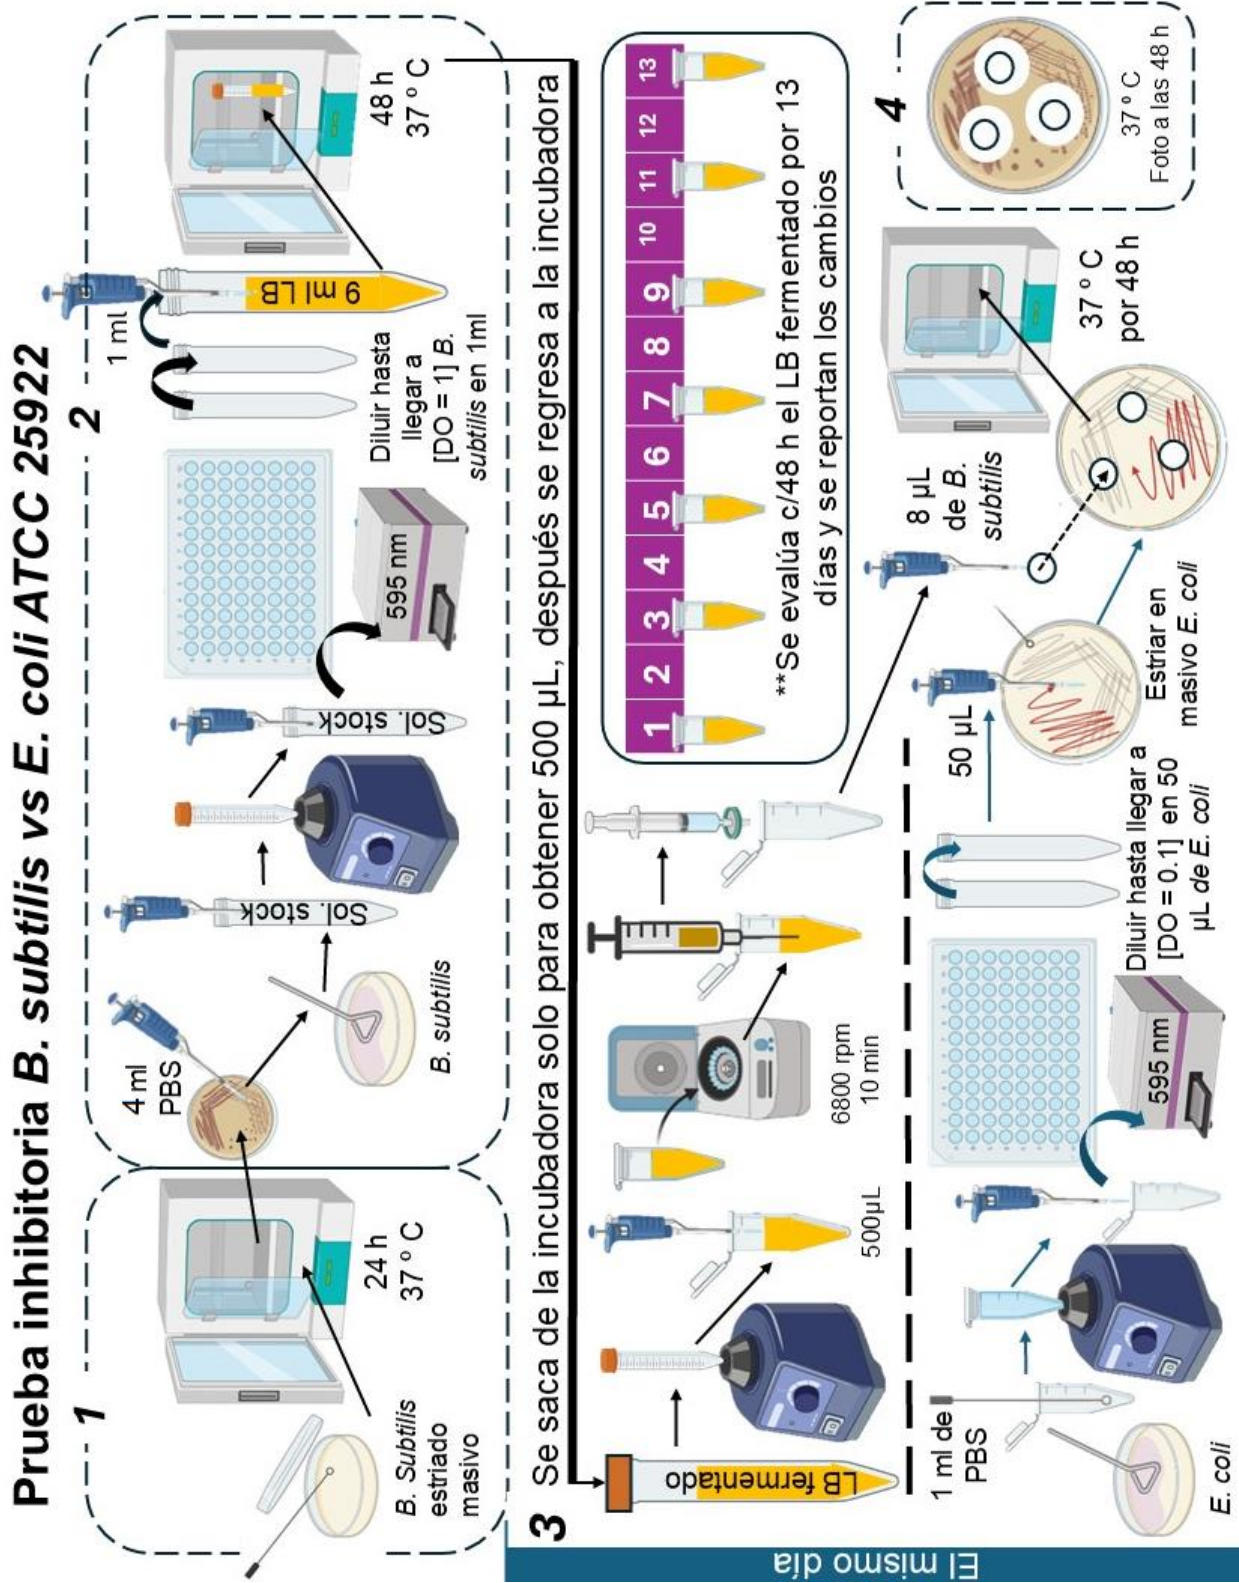 Prueba inhibitoria B. subtilis vs E. coli ATCC 25922
1
B. Subtilis
estriado
masivo
24 h
37 º C
2
4 ml
PBS
B. subtilis
Sol. stock
Sol. stock
595 nm
Diluir hasta
llegar a
[DO = 1] B.
subtilis en 1ml
1 ml
9 ml LB
48 h
37 º C
3
Se saca de la incubadora solo para obtener 500 µL, después se regresa a la incubadora
El mismo día
LB fermentado
500µL
6800 rpm
10 min
1 2 3 4 5 6 7 8 9 10 11 12 13
**Se evalúa c/48 h el LB fermentado por 13
días y se reportan los cambios
1 ml de
PBS
E. coli
595 nm
Diluir hasta llegar a
[DO = 0.1] en 50
µL de E. coli
50 µL
Estriar en
masivo E. coli
8 µL
de B.
subtilis
37 º C
por 48 h
4
37 º C
Foto a las 48 h